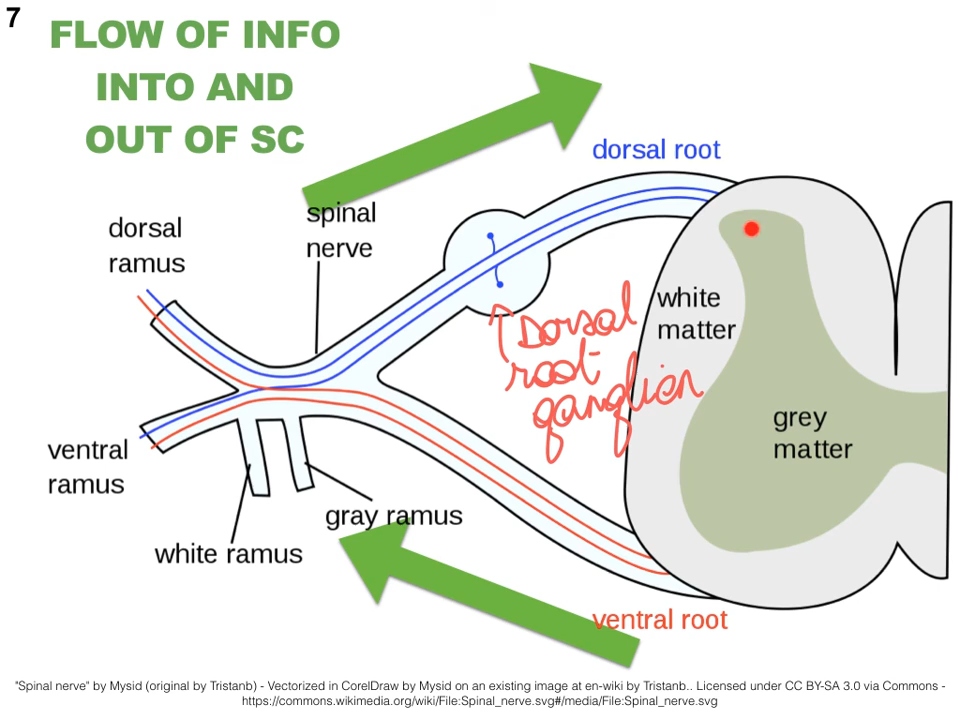 7
FLOW OF INFO
INTO AND
OUT OF SC
dorsal root
spinal
nerve
dorsal
ramus
white
matter
↑Dorsal
root
ganglion
grey
matter
ventral
ramus
gray ramus
white ramus
ventral root
"Spinal nerve" by Mysid (original by Tristanb) - Vectorized in CorelDraw by Mysid on an existing image at en-wiki by Tristanb.. Licensed under CC BY-SA 3.0 via Commons -
https://commons.wikimedia.org/wiki/File:Spinal_nerve.svg#/media/File:Spinal_nerve.svg